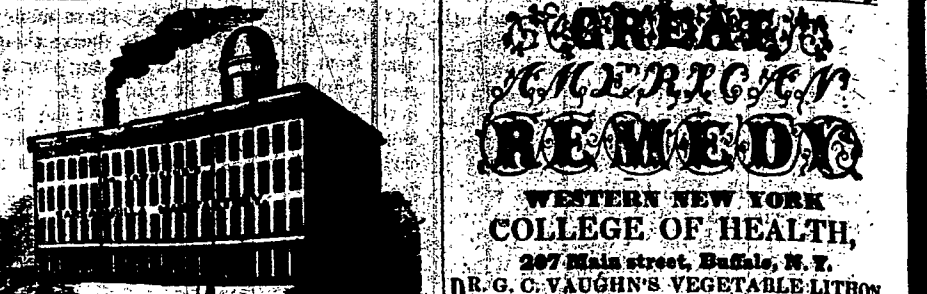 GREAT
AMERICAN
REMEDY
WESTERN NEW YORK
COLLEGE OF HEALTH,
207 Main street, Buffalo, N. Y.
DR. G. C. VAUGHN'S VEGETABLE LITHON